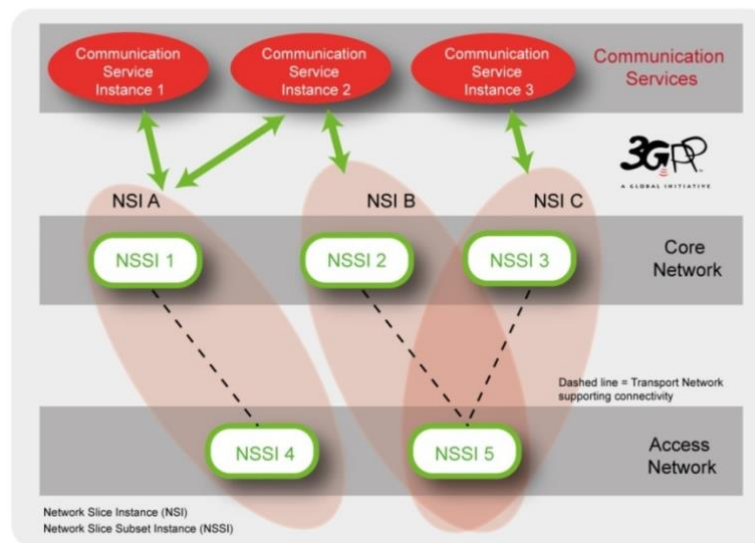 Communication
Service
Instance 1
Communication
Service
Instance 2
Communication
Service
Instance 3
Communication
Services
3GPP
A GLOBAL INITIATIVE
NSI A
NSI B
NSI C
NSSI 1
NSSI 2
NSSI 3
Core
Network
Dashed line = Transport Network
supporting connectivity
NSSI 4
NSSI 5
Access
Network
Network Slice Instance (NSI)
Network Slice Subset Instance (NSSI)